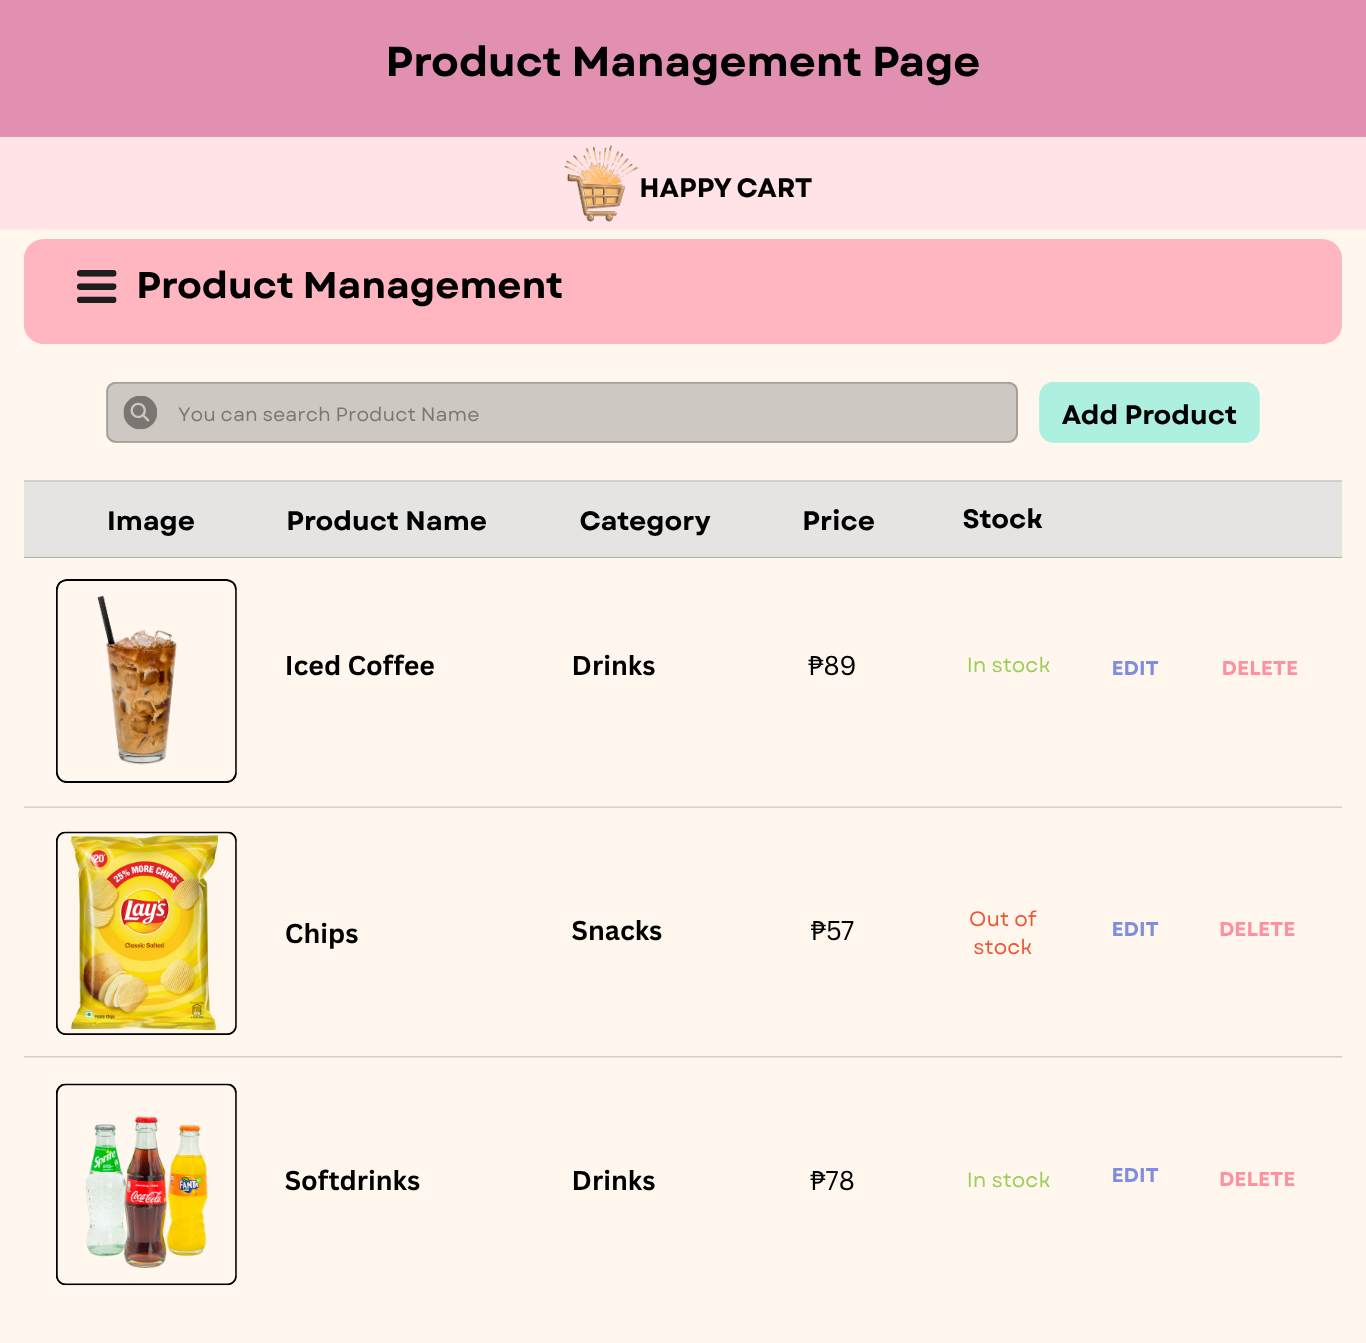 Product Management Page
HAPPY CART
Product Management
You can search Product Name
Add Product
Image Product Name Category Price Stock
Iced Coffee Drinks ₱89 In stock EDIT DELETE
20
25% MORE CHIPS
Lay's
Classic Salted
Chips Snacks ₱57 Out of stock EDIT DELETE
Sprite
Coca-Cola
FANTA
Softdrinks Drinks ₱78 In stock EDIT DELETE